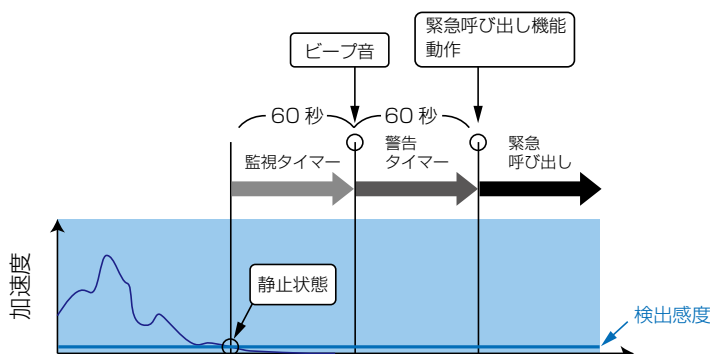 緊急呼び出し機能
動作
ビープ音
60 秒
60 秒
監視タイマー
警告
タイマー
緊急
呼び出し
加速度
静止状態
検出感度